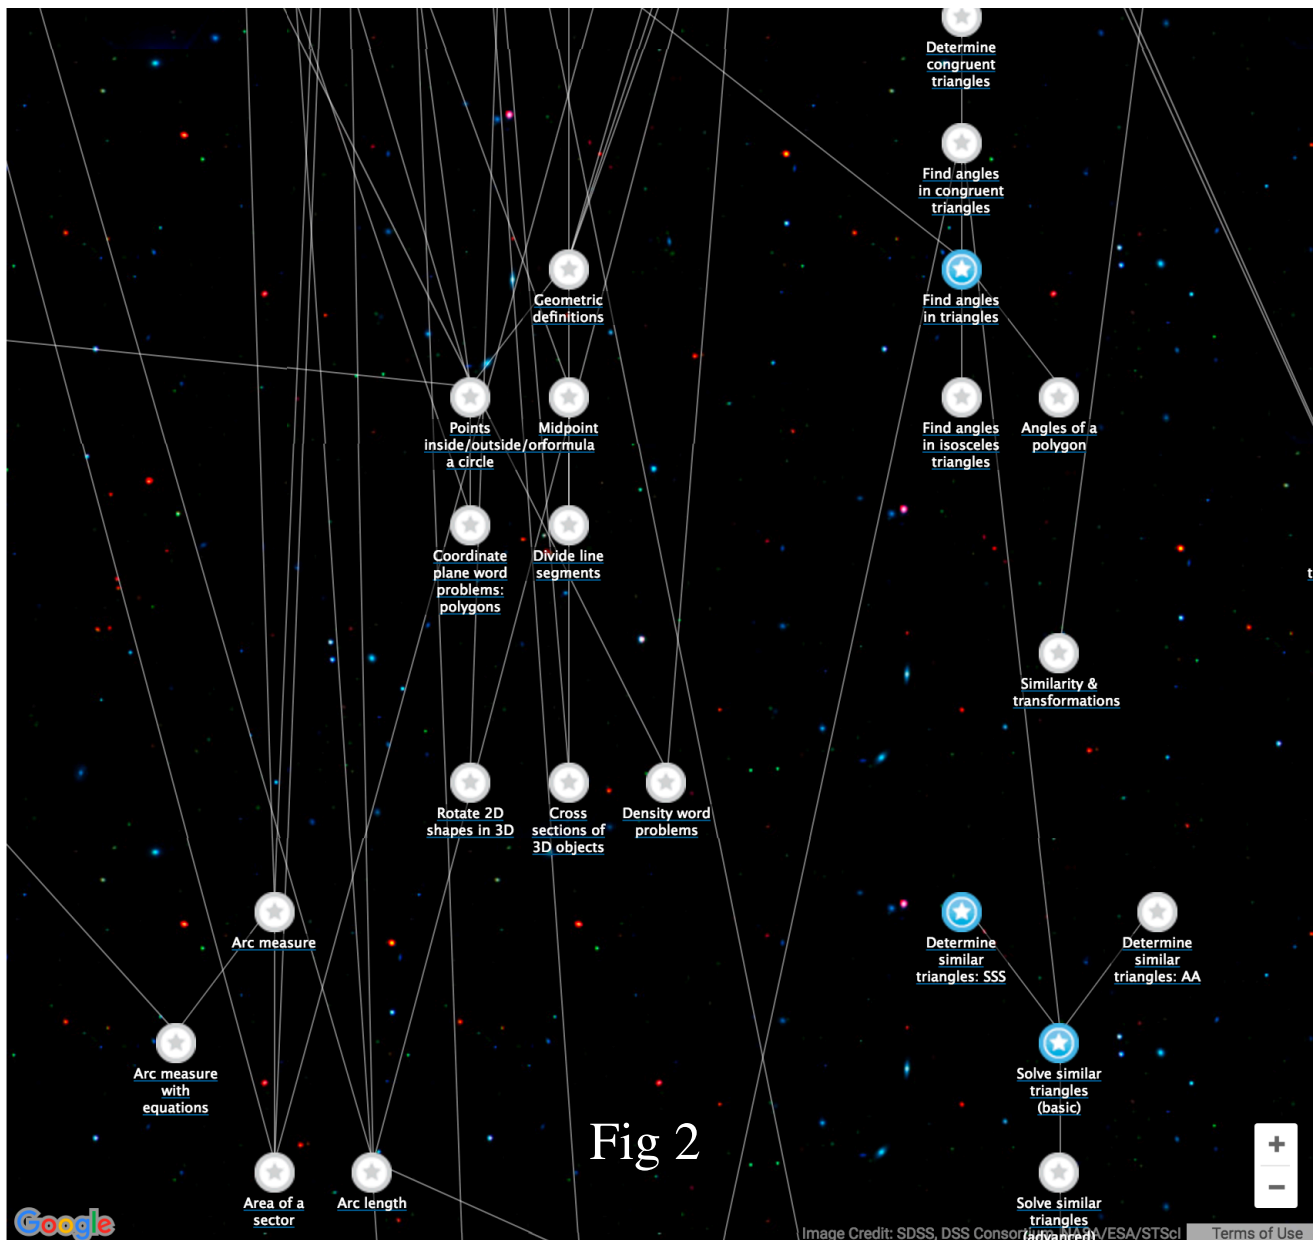 Determine
congruent
triangles
Find angles
in congruent
triangles
Geometric
definitions
Find angles
in triangles
Points
inside/outside/on
a circle
Midpoint
formula
Find angles
in isosceles
triangles
Angles of a
polygon
Coordinate
plane word
problems:
polygons
Divide line
segments
t
Similarity &
transformations
Rotate 2D
shapes in 3D
Cross
sections of
3D objects
Density word
problems
Arc measure
Determine
similar
triangles: SSS
Determine
similar
triangles: AA
Arc measure
with
equations
Solve similar
triangles
(basic)
Fig 2
+
−
Area of a
sector
Arc length
Solve similar
triangles
(advanced)
Google
Image Credit: SDSS, DSS Consortium, NASA/ESA/STScI
Terms of Use